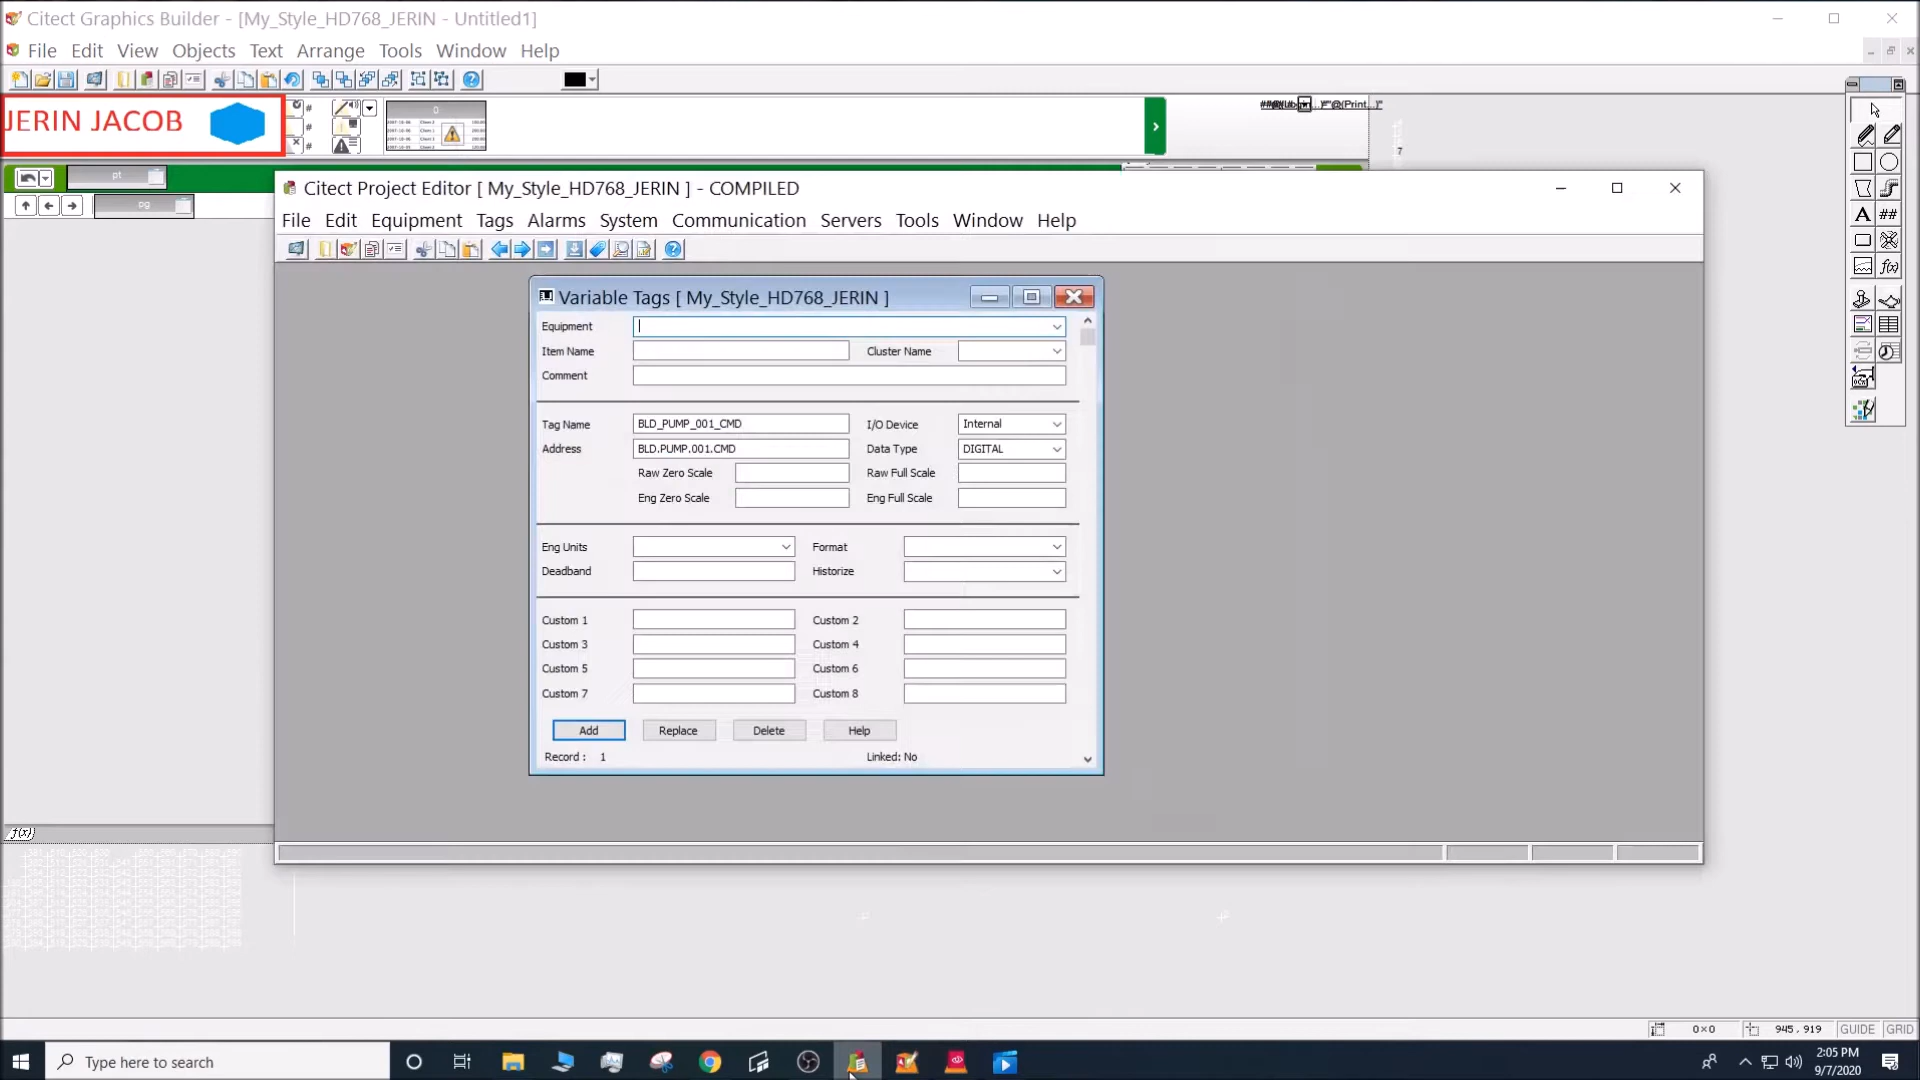 Citect Graphics Builder - [My_Style_HD768_JERIN - Untitled1]
File Edit View Objects Text Arrange Tools Window Help
JERIN JACOB
pt
pg
Citect Project Editor [ My_Style_HD768_JERIN ] - COMPILED
File Edit Equipment Tags Alarms System Communication Servers Tools Window Help
Variable Tags [ My_Style_HD768_JERIN ]
Equipment
Item Name Cluster Name
Comment
Tag Name BLD_PUMP_001_CMD I/O Device Internal
Address BLD.PUMP.001.CMD Data Type DIGITAL
Raw Zero Scale Raw Full Scale
Eng Zero Scale Eng Full Scale
Eng Units Format
Deadband Historize
Custom 1 Custom 2
Custom 3 Custom 4
Custom 5 Custom 6
Custom 7 Custom 8
Add Replace Delete Help
Record : 1 Linked: No
f(x)
0×0 945 , 919 GUIDE GRID
Type here to search
2:05 PM
9/7/2020